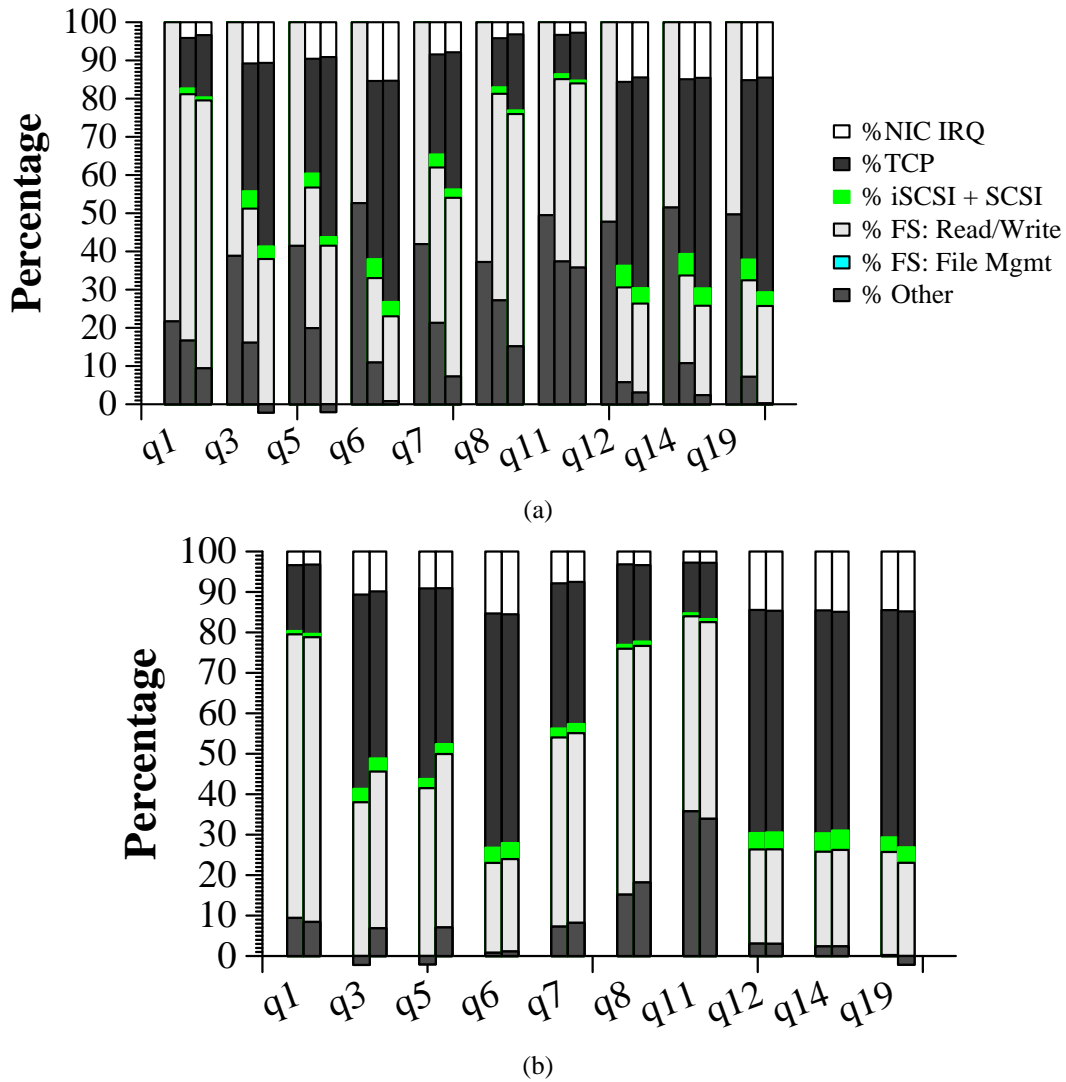 100
90
80
70
60
50
40
30
20
10
0
Percentage
q1 q3 q5 q6 q7 q8 q11 q12 q14 q19
%NIC IRQ
%TCP
% iSCSI + SCSI
% FS: Read/Write
% FS: File Mgmt
% Other
(a)
100
90
80
70
60
50
40
30
20
10
0
Percentage
q1 q3 q5 q6 q7 q8 q11 q12 q14 q19
(b)